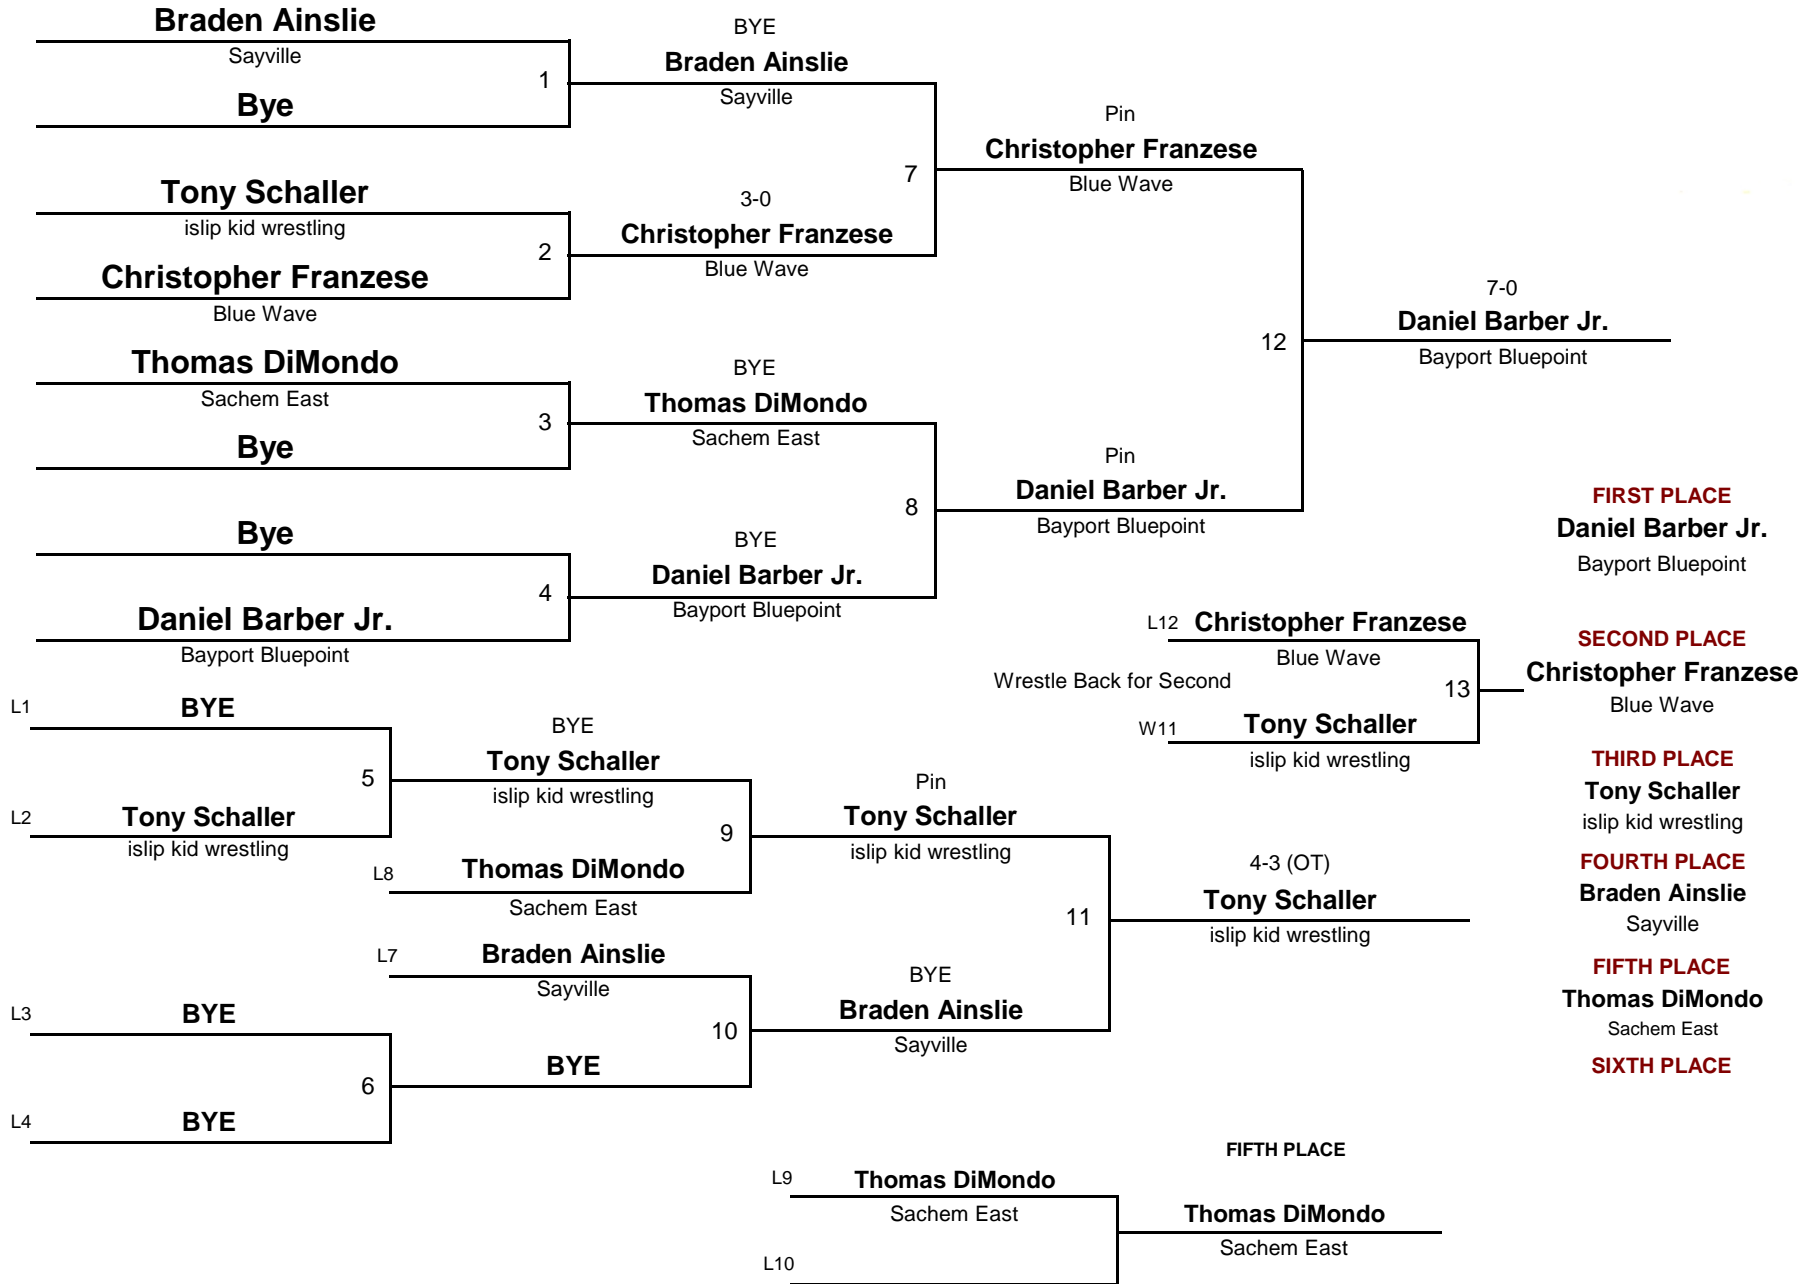 Braden Ainslie
Sayville
1
Bye
BYE
Braden Ainslie
Sayville
Tony Schaller
islip kid wrestling
2
Christopher Franzese
Blue Wave
3-0
Christopher Franzese
Blue Wave
7
Pin
Christopher Franzese
Blue Wave
Thomas DiMondo
Sachem East
3
Bye
BYE
Thomas DiMondo
Sachem East
Bye
4
Daniel Barber Jr.
Bayport Bluepoint
BYE
Daniel Barber Jr.
Bayport Bluepoint
8
Pin
Daniel Barber Jr.
Bayport Bluepoint
12
7-0
Daniel Barber Jr.
Bayport Bluepoint
FIRST PLACE
Daniel Barber Jr.
Bayport Bluepoint
L12 Christopher Franzese
Blue Wave
Wrestle Back for Second
13
W11 Tony Schaller
islip kid wrestling
SECOND PLACE
Christopher Franzese
Blue Wave
THIRD PLACE
Tony Schaller
islip kid wrestling
FOURTH PLACE
Braden Ainslie
Sayville
FIFTH PLACE
Thomas DiMondo
Sachem East
SIXTH PLACE
L1 BYE
5
L2 Tony Schaller
islip kid wrestling
BYE
Tony Schaller
islip kid wrestling
9
L8 Thomas DiMondo
Sachem East
Pin
Tony Schaller
islip kid wrestling
L7 Braden Ainslie
Sayville
10
L3 BYE
6
L4 BYE
BYE
BYE
Braden Ainslie
Sayville
11
4-3 (OT)
Tony Schaller
islip kid wrestling
FIFTH PLACE
L9 Thomas DiMondo
Sachem East
L10
Thomas DiMondo
Sachem East